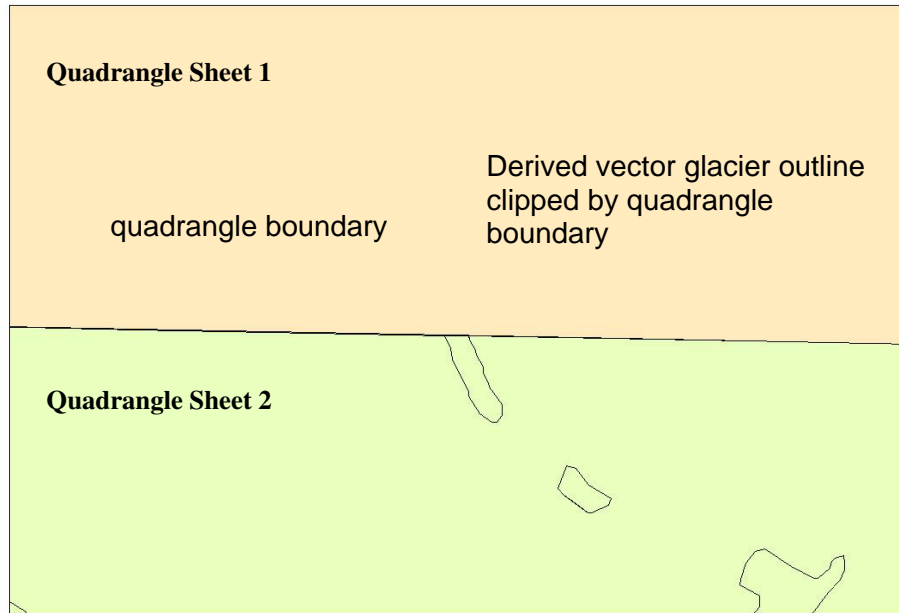 Quadrangle Sheet 1
Derived vector glacier outline
clipped by quadrangle
boundary
quadrangle boundary
Quadrangle Sheet 2